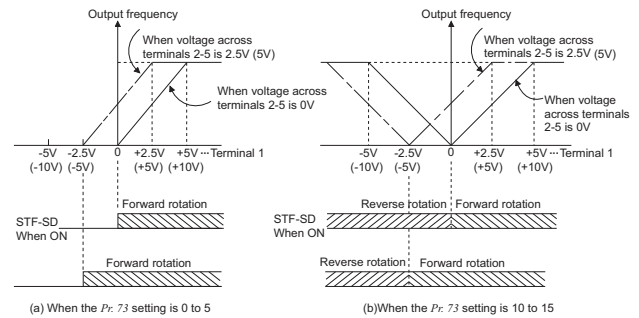 Output frequency
When voltage across
terminals 2-5 is 2.5V (5V)
When voltage across
terminals 2-5 is 0V
-5V -2.5V 0 +2.5V +5V ··· Terminal 1
(-10V) (-5V) (+5V) (+10V)
Forward rotation
STF-SD
When ON
Forward rotation
(a) When the Pr. 73 setting is 0 to 5
Output frequency
When voltage across
terminals 2-5 is 2.5V (5V)
When voltage
across terminals
2-5 is 0V
-5V -2.5V 0 +2.5V +5V ··· Terminal 1
(-10V) (-5V) (+5V) (+10V)
Reverse rotation Forward rotation
STF-SD
When ON
Reverse rotation Forward rotation
(b)When the Pr. 73 setting is 10 to 15